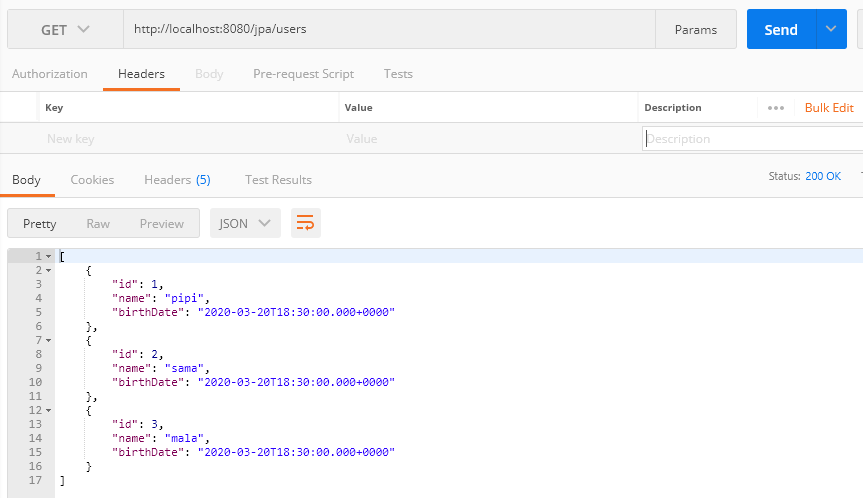 GET http://localhost:8080/jpa/users Params Send
Authorization Headers Body Pre-request Script Tests
Key Value Description ••• Bulk Edit
New key Value Description
Body Cookies Headers (5) Test Results Status: 200 OK
Pretty Raw Preview JSON
1 [
2 {
3 "id": 1,
4 "name": "pipi",
5 "birthDate": "2020-03-20T18:30:00.000+0000"
6 },
7 {
8 "id": 2,
9 "name": "sama",
10 "birthDate": "2020-03-20T18:30:00.000+0000"
11 },
12 {
13 "id": 3,
14 "name": "mala",
15 "birthDate": "2020-03-20T18:30:00.000+0000"
16 }
17 ]